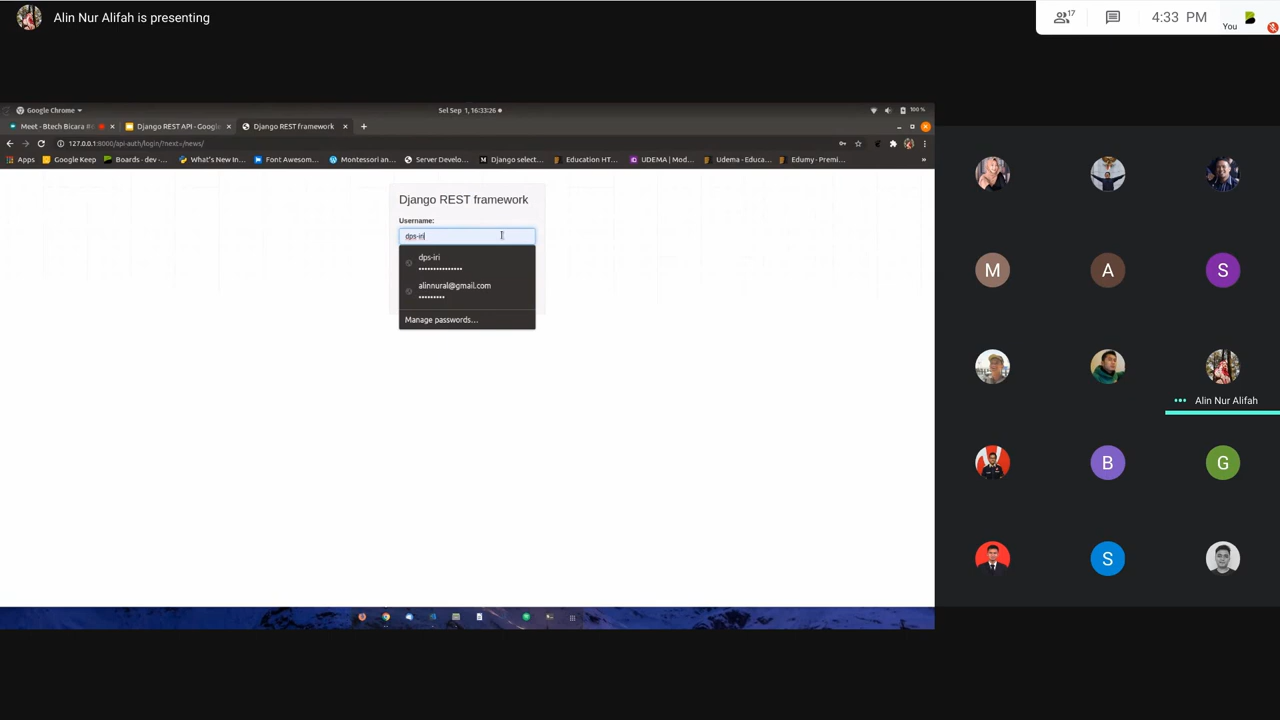 Alin Nur Alifah is presenting
17
4:33 PM
You
Google Chrome
Sel Sep 1, 16:33:26
100 %
Meet - Btech Bicara #6
Django REST API - Google
Django REST framework
127.0.0.1:8000/api-auth/login/?next=/news/
Apps
Google Keep
Boards - dev -...
What's New In...
Font Awesom...
Montessori an...
Server Develo...
Django select...
Education HT...
UDEMA | Mod...
Udema - Educa...
Edumy - Premi...
»
Django REST framework
Username:
dps-iri
dps-iri
••••••••••••••
alinnural@gmail.com
•••••••••
Manage passwords...
M
A
S
Alin Nur Alifah
B
G
S